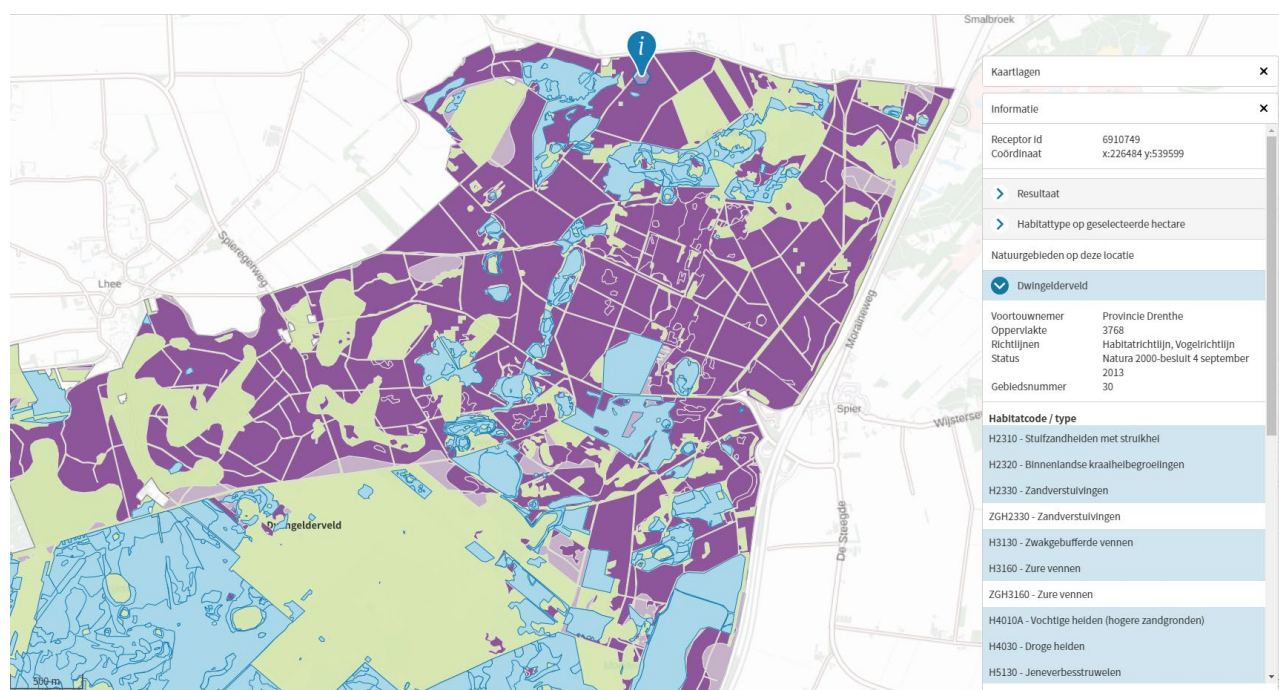 Smalbroek
i
Spieregerweg
Lhee
Moraineweg
Spier
Wijsterse
De Steegde
Dwingelderveld
500 m
Kaartlagen
Informatie
Receptor id 6910749
Coördinaat x:226484 y:539599
Resultaat
Habitattype op geselecteerde hectare
Natuurgebieden op deze locatie
Dwingelderveld
Voortouwnemer Provincie Drenthe
Oppervlakte 3768
Richtlijnen Habitatrichtlijn, Vogelrichtlijn
Status Natura 2000-besluit 4 september
2013
Gebiedsnummer 30
Habitatcode / type
H2310 - Stuifzandheiden met struikhei
H2320 - Binnenlandse kraaiheibegroeiingen
H2330 - Zandverstuivingen
ZGH2330 - Zandverstuivingen
H3130 - Zwakgebufferde vennen
H3160 - Zure vennen
ZGH3160 - Zure vennen
H4010A - Vochtige heiden (hogere zandgronden)
H4030 - Droge heiden
H5130 - Jeneverbesstruwelen